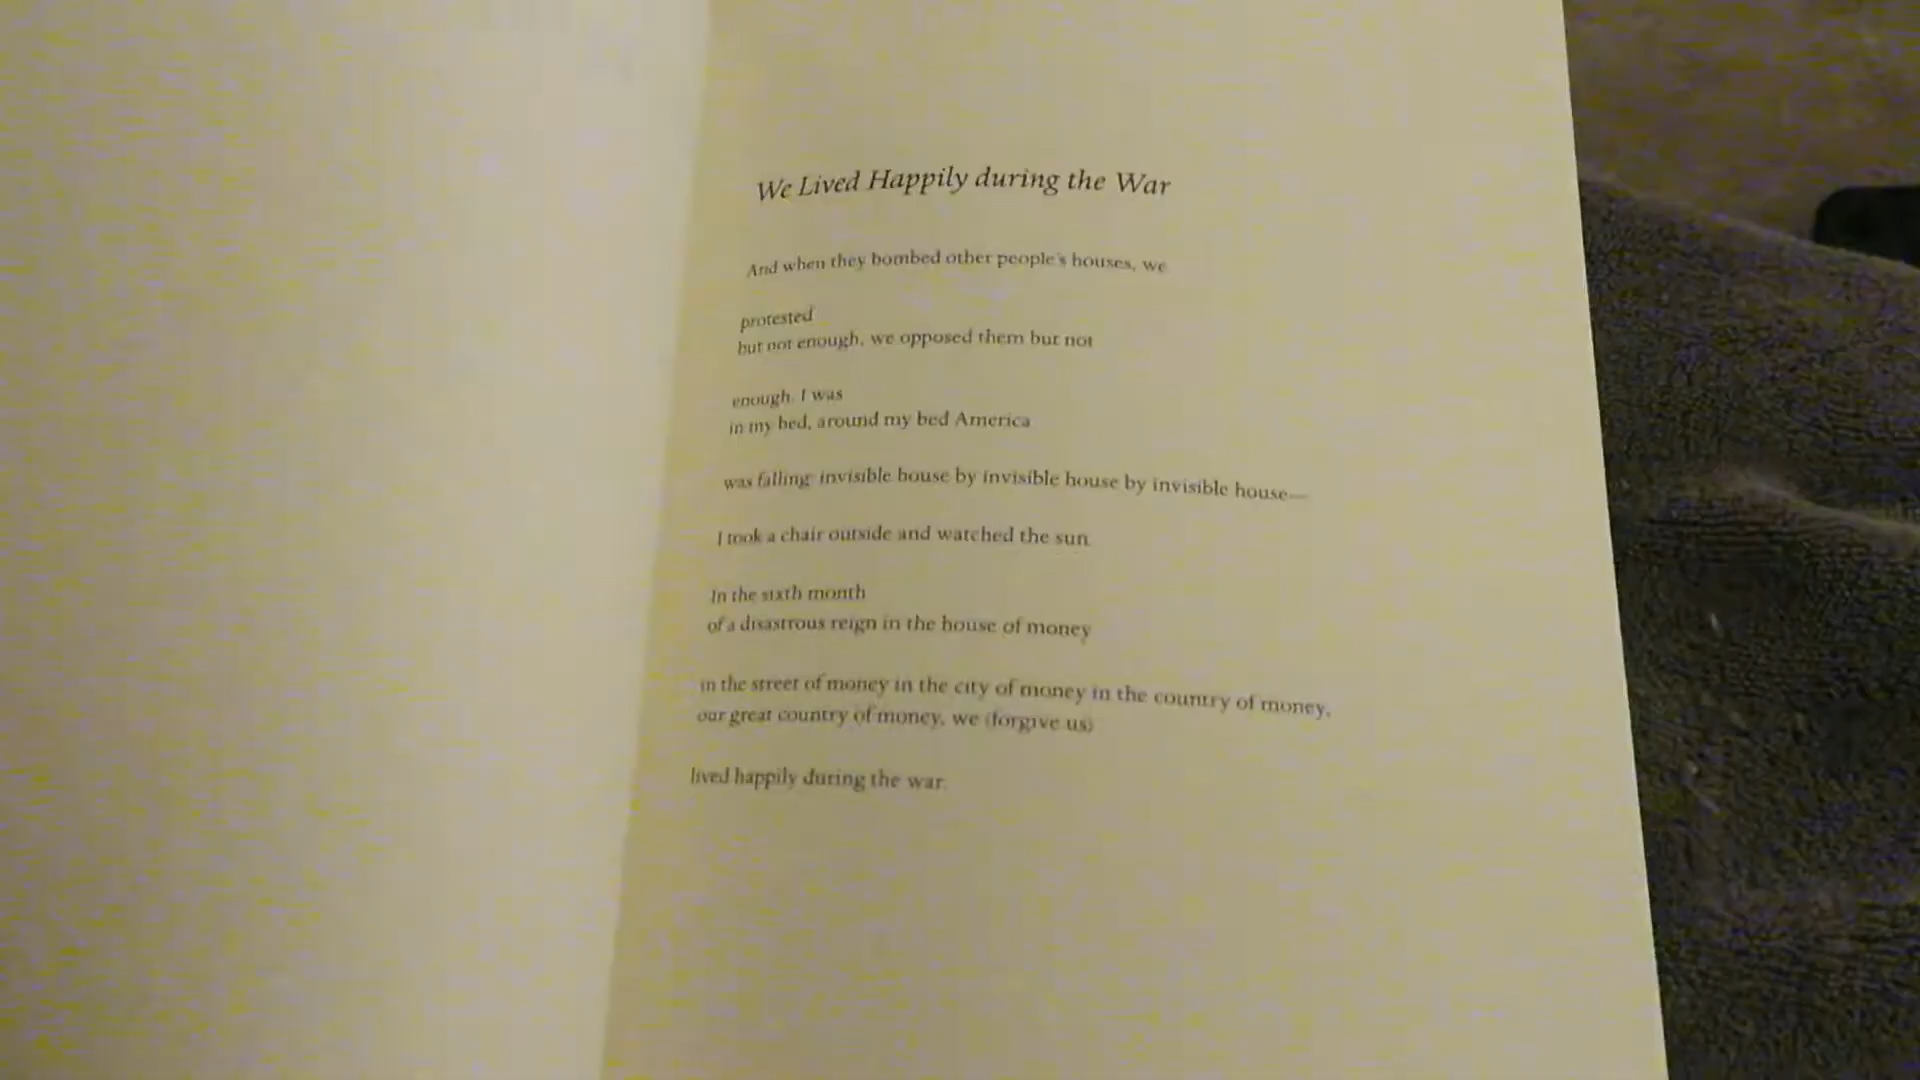 We Lived Happily during the War
And when they bombed other people's houses, we
protested
but not enough, we opposed them but not
enough. I was
in my bed, around my bed America
was falling: invisible house by invisible house by invisible house—
I took a chair outside and watched the sun.
In the sixth month
of a disastrous reign in the house of money
in the street of money in the city of money in the country of money,
our great country of money, we (forgive us)
lived happily during the war.